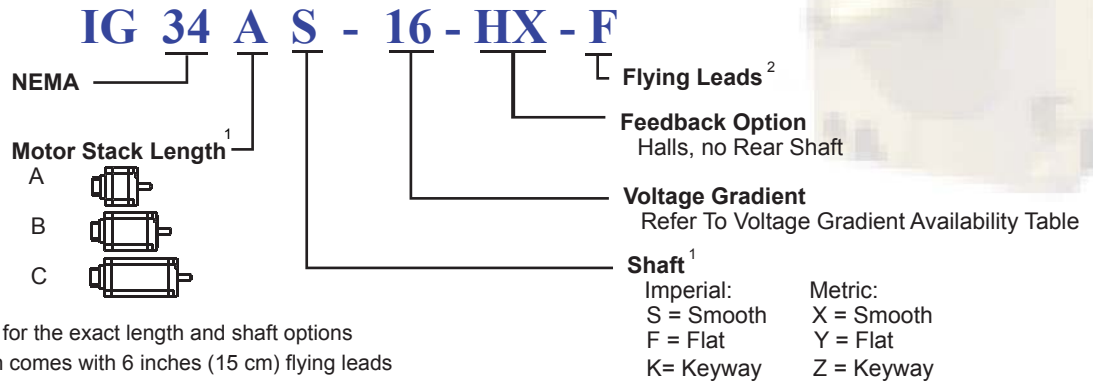 IG 34 A S - 16 - HX - F
NEMA
Flying Leads 2
Feedback Option
Halls, no Rear Shaft
Motor Stack Length 1
A
B
C
Voltage Gradient
Refer To Voltage Gradient Availability Table
Shaft 1
Imperial: Metric:
S = Smooth X = Smooth
F = Flat Y = Flat
K= Keyway Z = Keyway
for the exact length and shaft options
comes with 6 inches (15 cm) flying leads